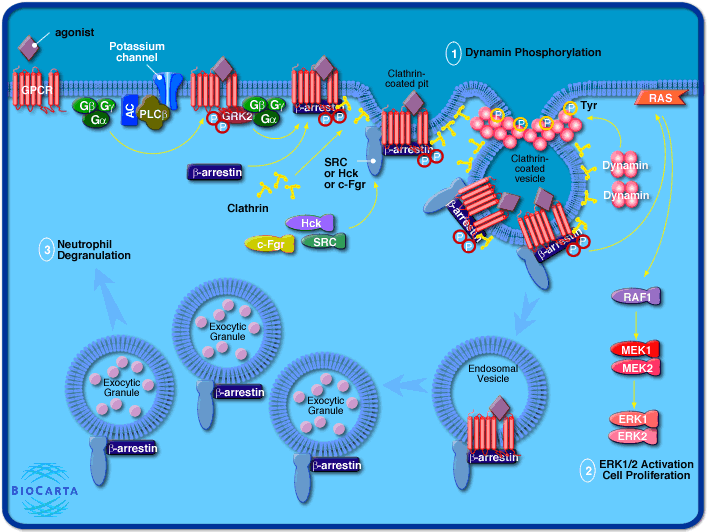 agonist
GPCR
Potassium
channel
Gβ Gγ
Gα
AC
PLCβ
GRK2
P
P
Gβ Gγ
Gα
β-arrestin
P
P
β-arrestin
Clathrin
Clathrin-
coated pit
β-arrestin
P
P
SRC
or Hck
or c-Fgr
Hck
c-Fgr
SRC
1 Dynamin Phosphorylation
P
P
P
P
Tyr
RAS
Clathrin-
coated
vesicle
Dynamin
Dynamin
β-arrestin
P
P
β-arrestin
P
P
3 Neutrophil
Degranulation
RAF1
MEK1
MEK2
ERK1
ERK2
2 ERK1/2 Activation
Cell Proliferation
Exocytic
Granule
β-arrestin
Exocytic
Granule
β-arrestin
Exocytic
Granule
β-arrestin
Endosomal
Vesicle
β-arrestin
BIOCARTA